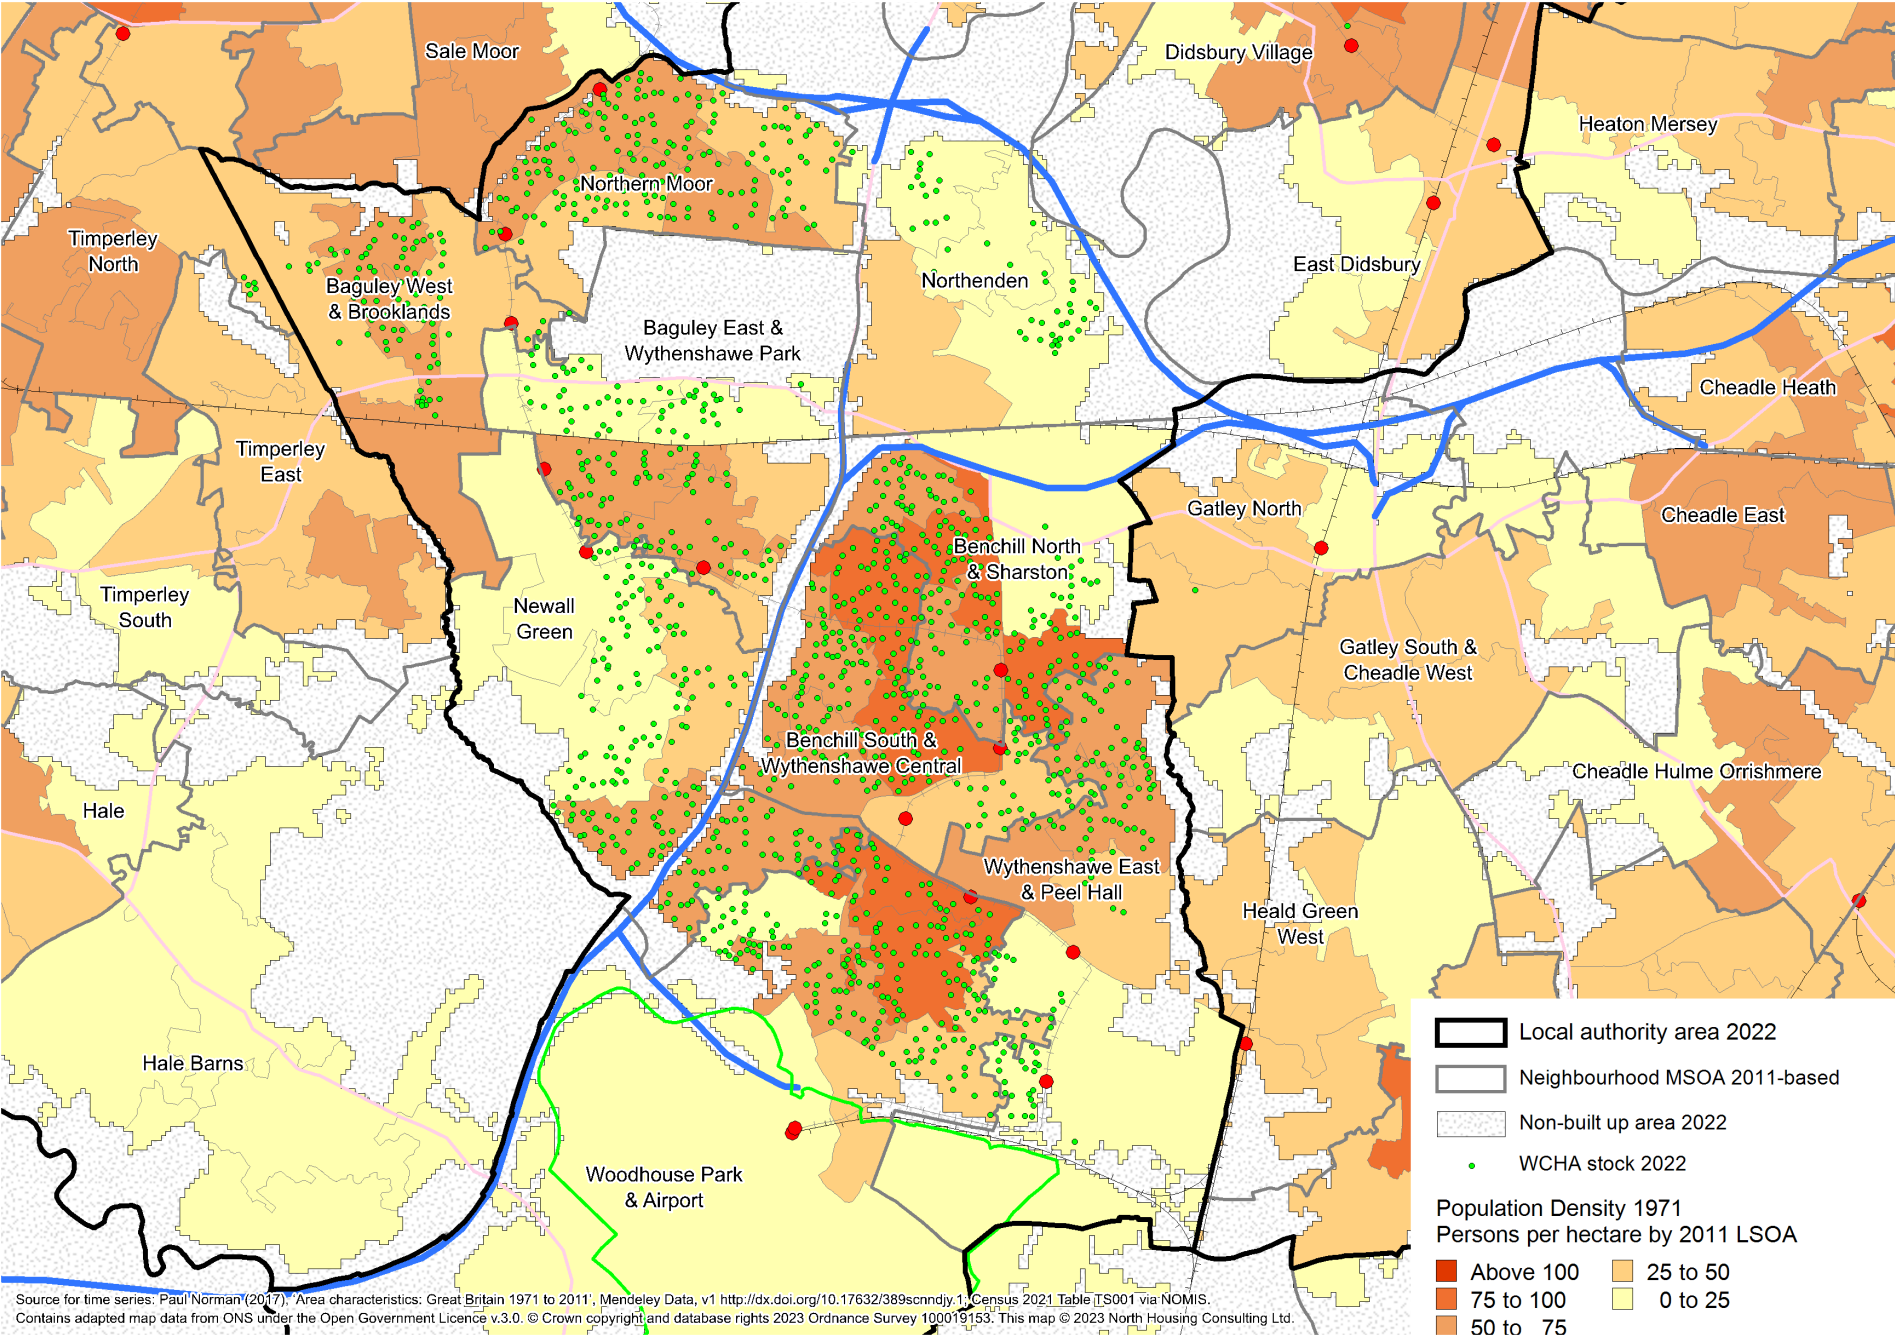 Sale Moor
Didsbury Village
Heaton Mersey
Northern Moor
Timperley
North
Baguley West
& Brooklands
Northenden
East Didsbury
Baguley East &
Wythenshawe Park
Cheadle Heath
Timperley
East
Gatley North
Cheadle East
Benchill North
& Sharston
Timperley
South
Newall
Green
Gatley South &
Cheadle West
Benchill South &
Wythenshawe Central
Cheadle Hulme Orrishmere
Hale
Wythenshawe East
& Peel Hall
Heald Green
West
Hale Barns
Woodhouse Park
& Airport
Local authority area 2022
Neighbourhood MSOA 2011-based
Non-built up area 2022
WCHA stock 2022
Population Density 1971
Persons per hectare by 2011 LSOA
Above 100
25 to 50
75 to 100
0 to 25
50 to 75
Source for time series: Paul Norman (2017), 'Area characteristics: Great Britain 1971 to 2011', Mendeley Data, v1 http://dx.doi.org/10.17632/389scnndjy.1; Census 2021 Table TS001 via NOMIS.
Contains adapted map data from ONS under the Open Government Licence v.3.0. © Crown copyright and database rights 2023 Ordnance Survey 100019153. This map © 2023 North Housing Consulting Ltd.